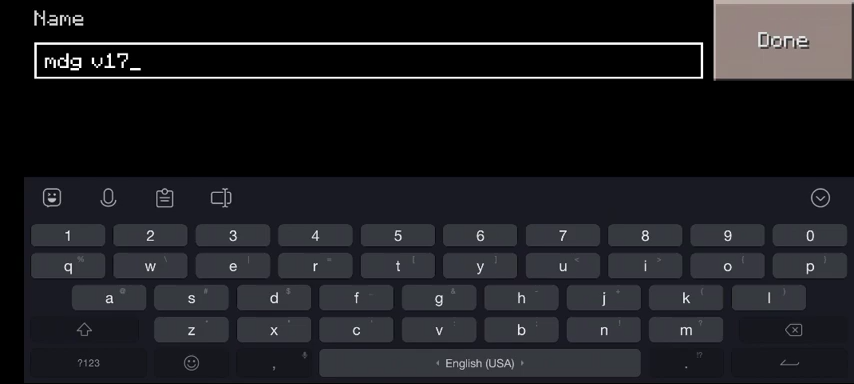 Name
Done
mdg v17_
1 2 3 4 5 6 7 8 9 0
q w e r t y u i o p
a s d f g h j k l
z x c v b n m
?123 , English (USA) .